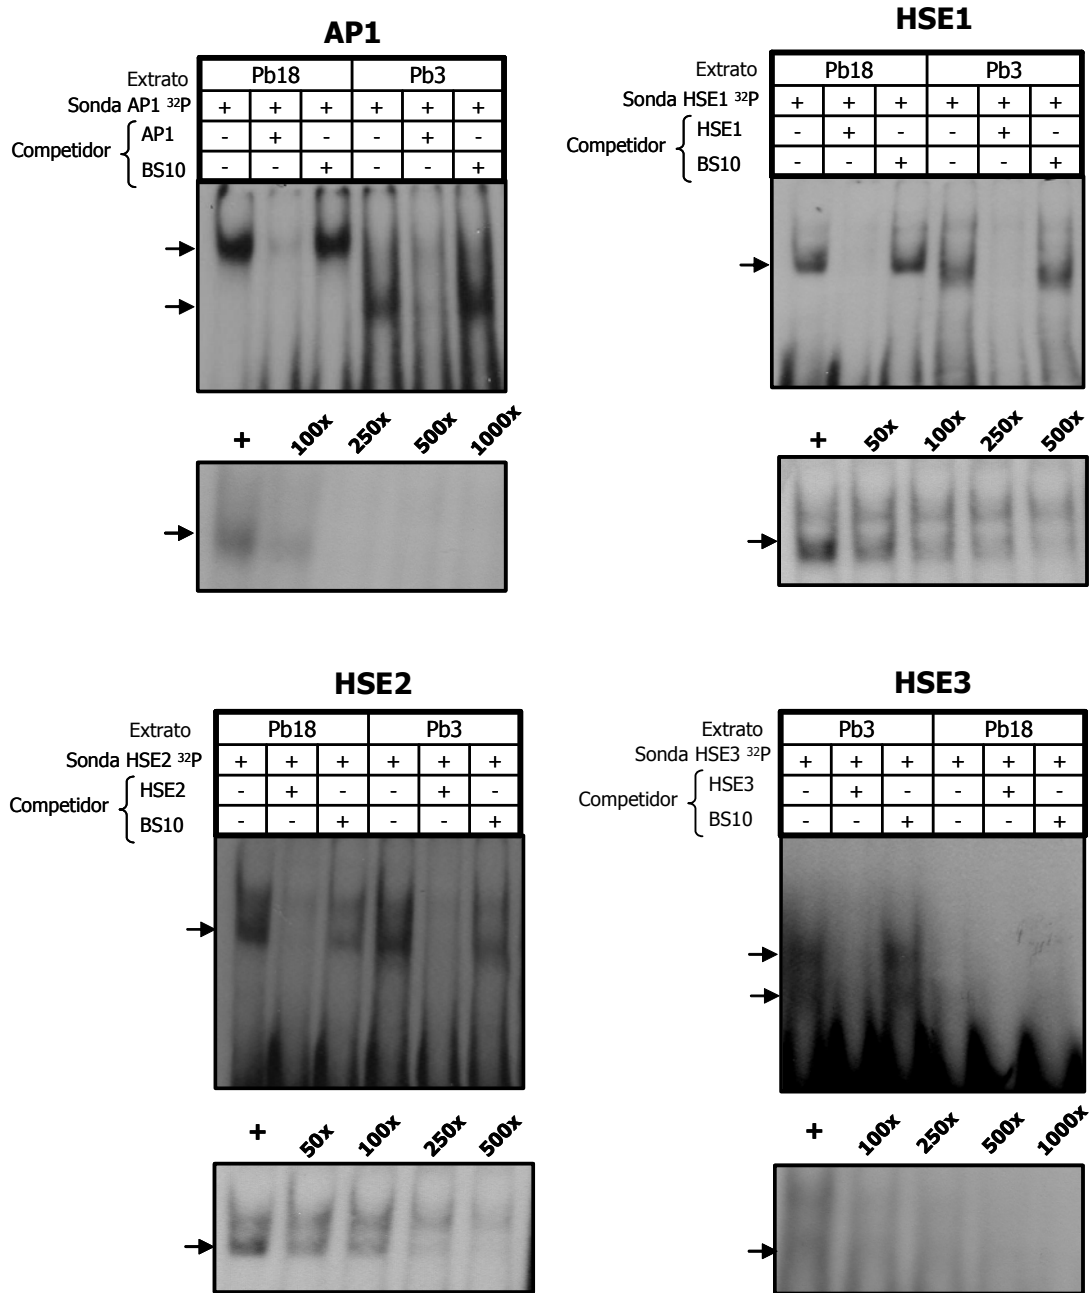 AP1
Extrato Pb18 Pb3
Sonda AP1 32P + + + + + +
Competidor
AP1 - + - - + -
BS10 - - + - - +
+ 100x 250x 500x 1000x
HSE1
Extrato Pb18 Pb3
Sonda HSE1 32P + + + + + +
Competidor
HSE1 - + - - + -
BS10 - - + - - +
+ 50x 100x 250x 500x
HSE2
Extrato Pb18 Pb3
Sonda HSE2 32P + + + + + +
Competidor
HSE2 - + - - + -
BS10 - - + - - +
+ 50x 100x 250x 500x
HSE3
Extrato Pb3 Pb18
Sonda HSE3 32P + + + + + +
Competidor
HSE3 - + - - + -
BS10 - - + - - +
+ 100x 250x 500x 1000x